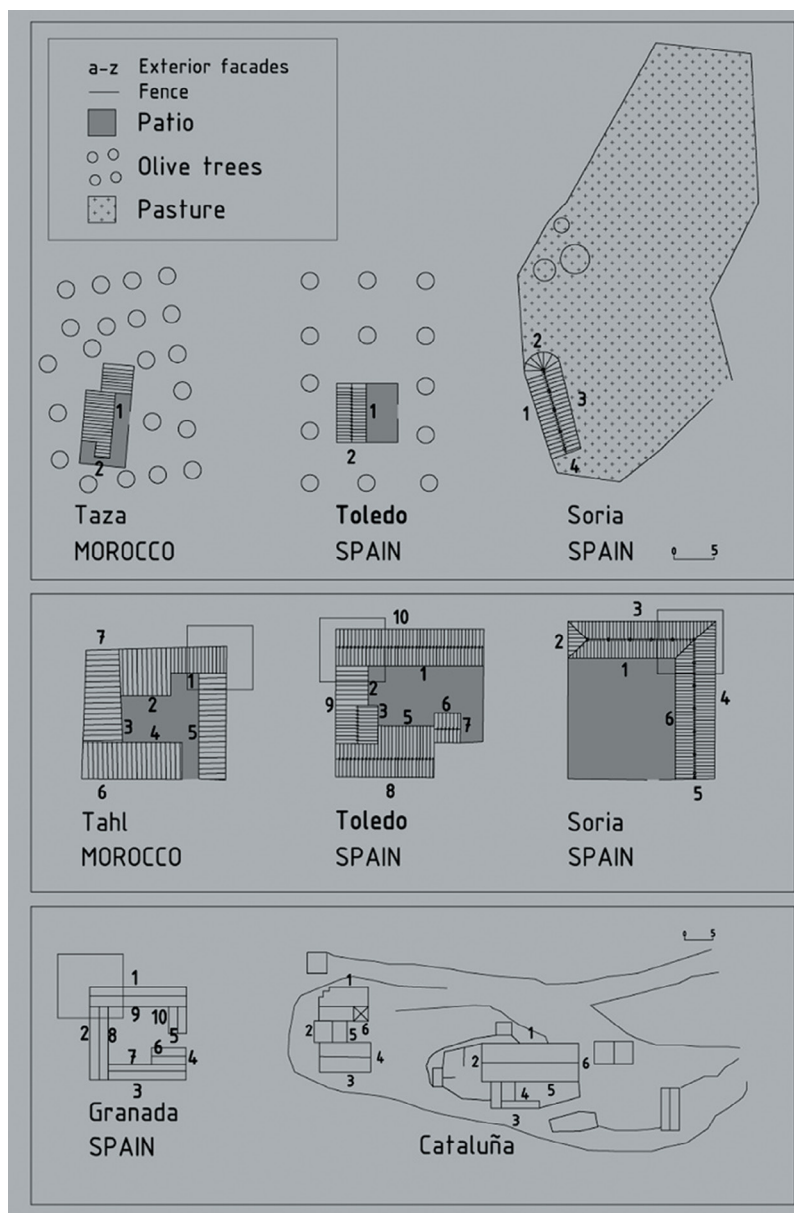 a-z Exterior facades
Fence
Patio
Olive trees
Pasture
1
2
Taza
MOROCCO
1
2
Toledo
SPAIN
2
1
3
4
Soria
SPAIN
0 5
7
1
2
3
4
5
6
Tahl
MOROCCO
10
1
2
9
3
5
6
7
8
Toledo
SPAIN
3
2
1
4
6
5
Soria
SPAIN
1
9
10
2
8
5
6
7
4
3
Granada
SPAIN
0 5
1
2
5
6
4
3
1
2
6
4
5
3
Cataluña